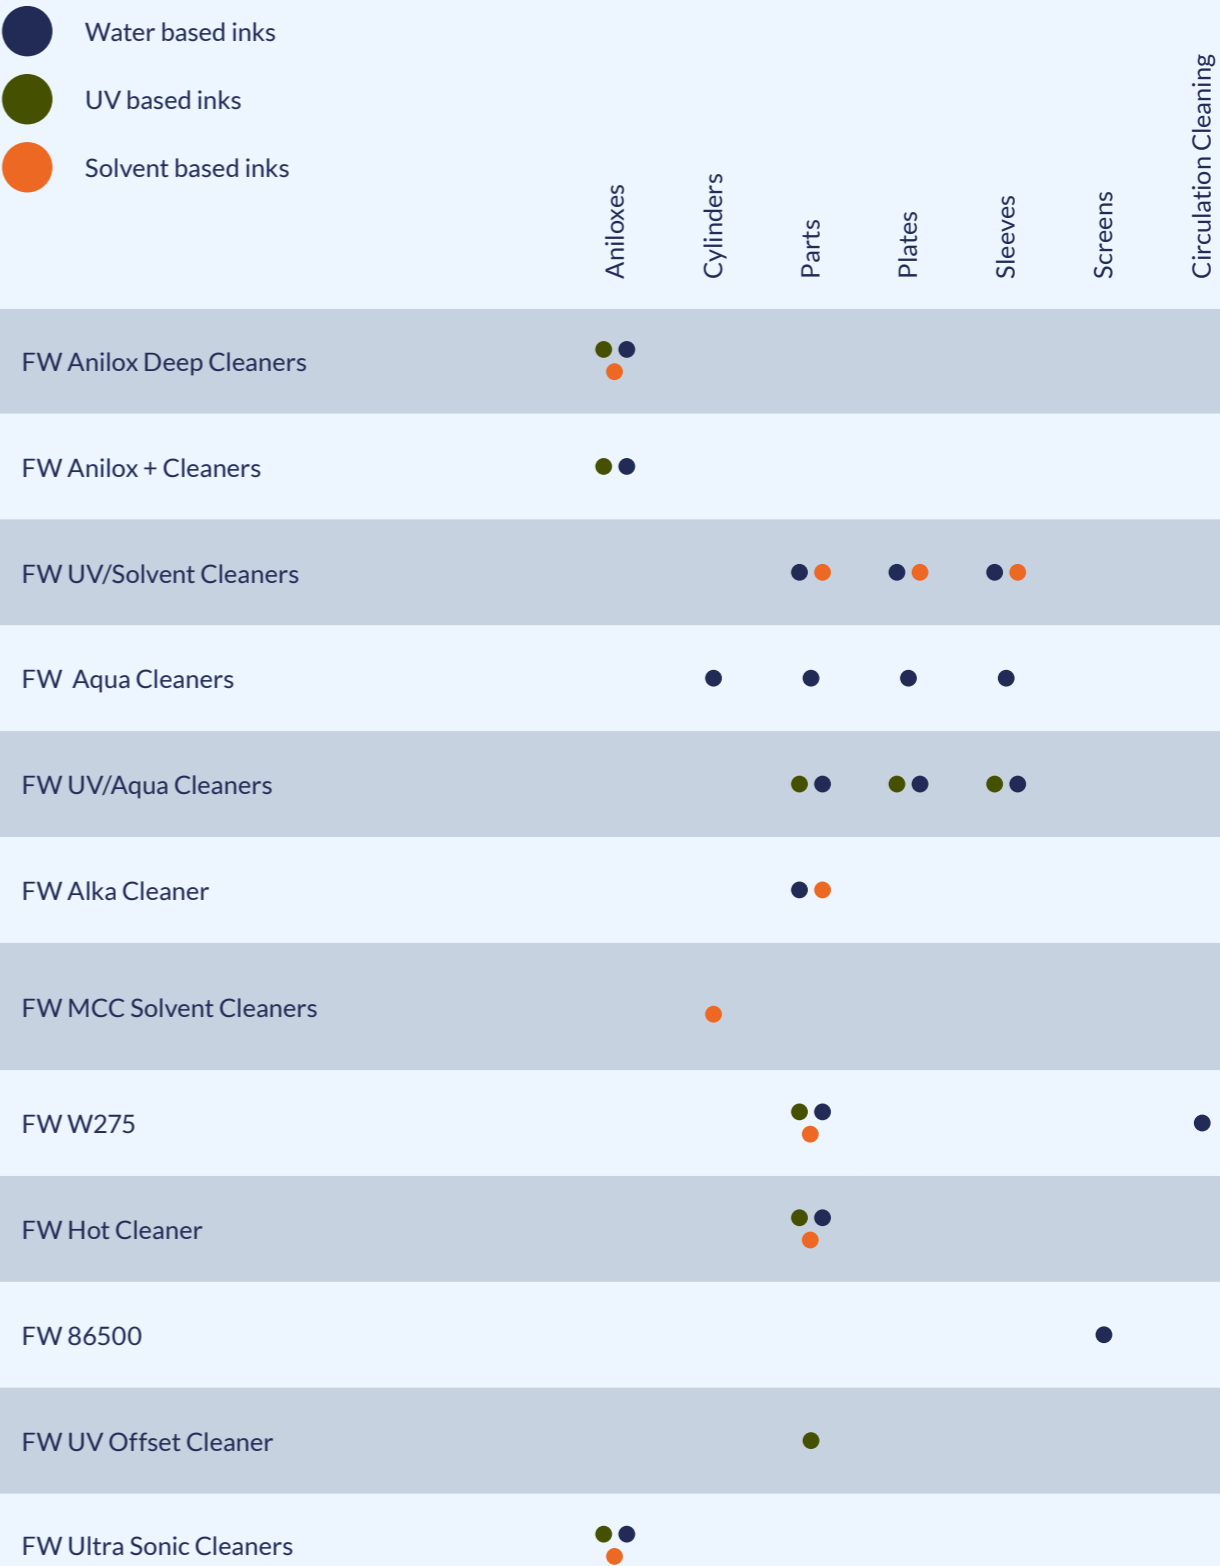 Water based inks
UV based inks
Solvent based inks
Aniloxes
Cylinders
Parts
Plates
Sleeves
Screens
Circulation Cleaning
FW Anilox Deep Cleaners
FW Anilox + Cleaners
FW UV/Solvent Cleaners
FW Aqua Cleaners
FW UV/Aqua Cleaners
FW Alka Cleaner
FW MCC Solvent Cleaners
FW W275
FW Hot Cleaner
FW 86500
FW UV Offset Cleaner
FW Ultra Sonic Cleaners